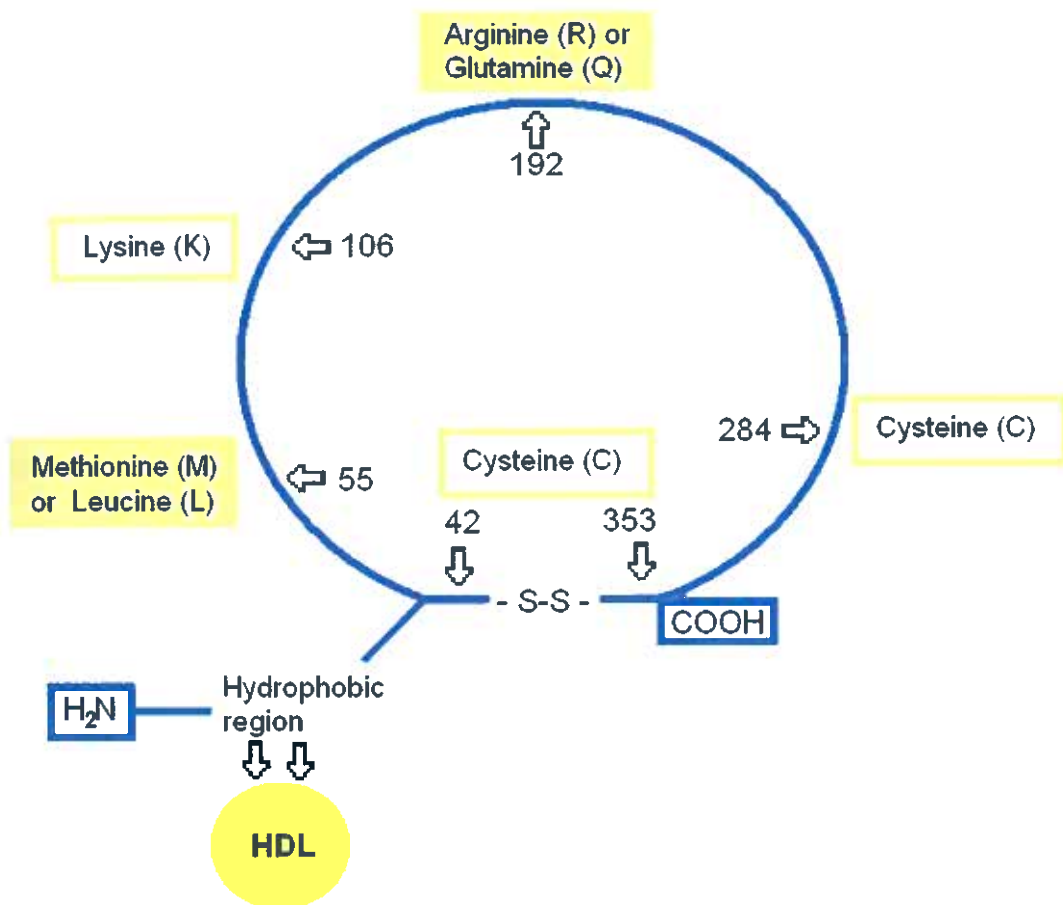 Arginine (R) or
Glutamine (Q)
192
Lysine (K)
106
284
Cysteine (C)
Methionine (M)
or Leucine (L)
55
Cysteine (C)
42
353
- S-S -
COOH
H₂N
Hydrophobic
region
HDL